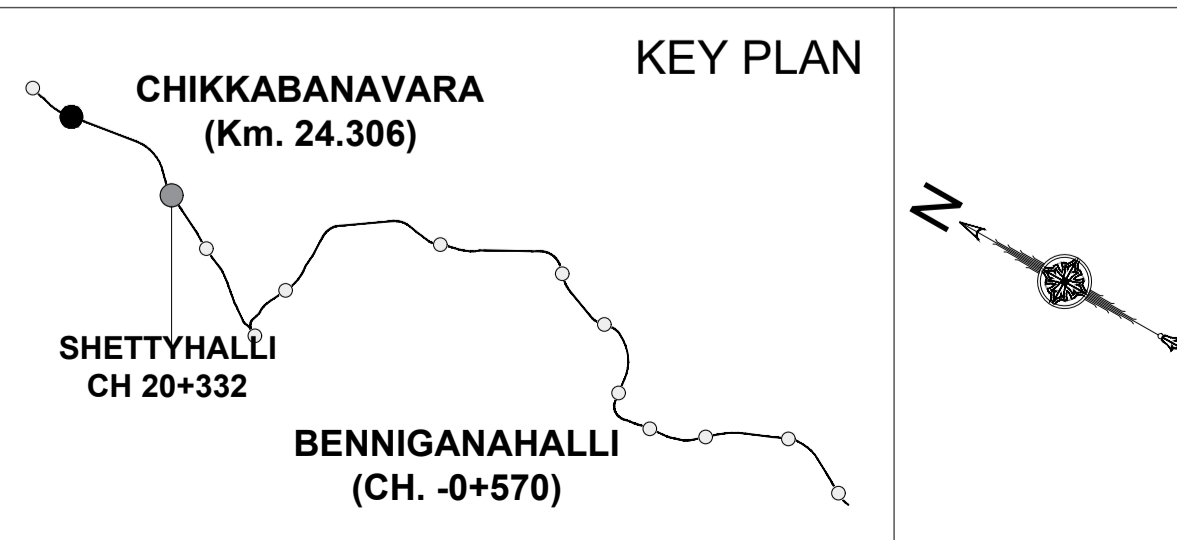 KEY PLAN
CHIKKABANAVARA
(Km. 24.306)
N
SHETTYHALLI
CH 20+332
BENNIGANAHALLI
(CH. -0+570)